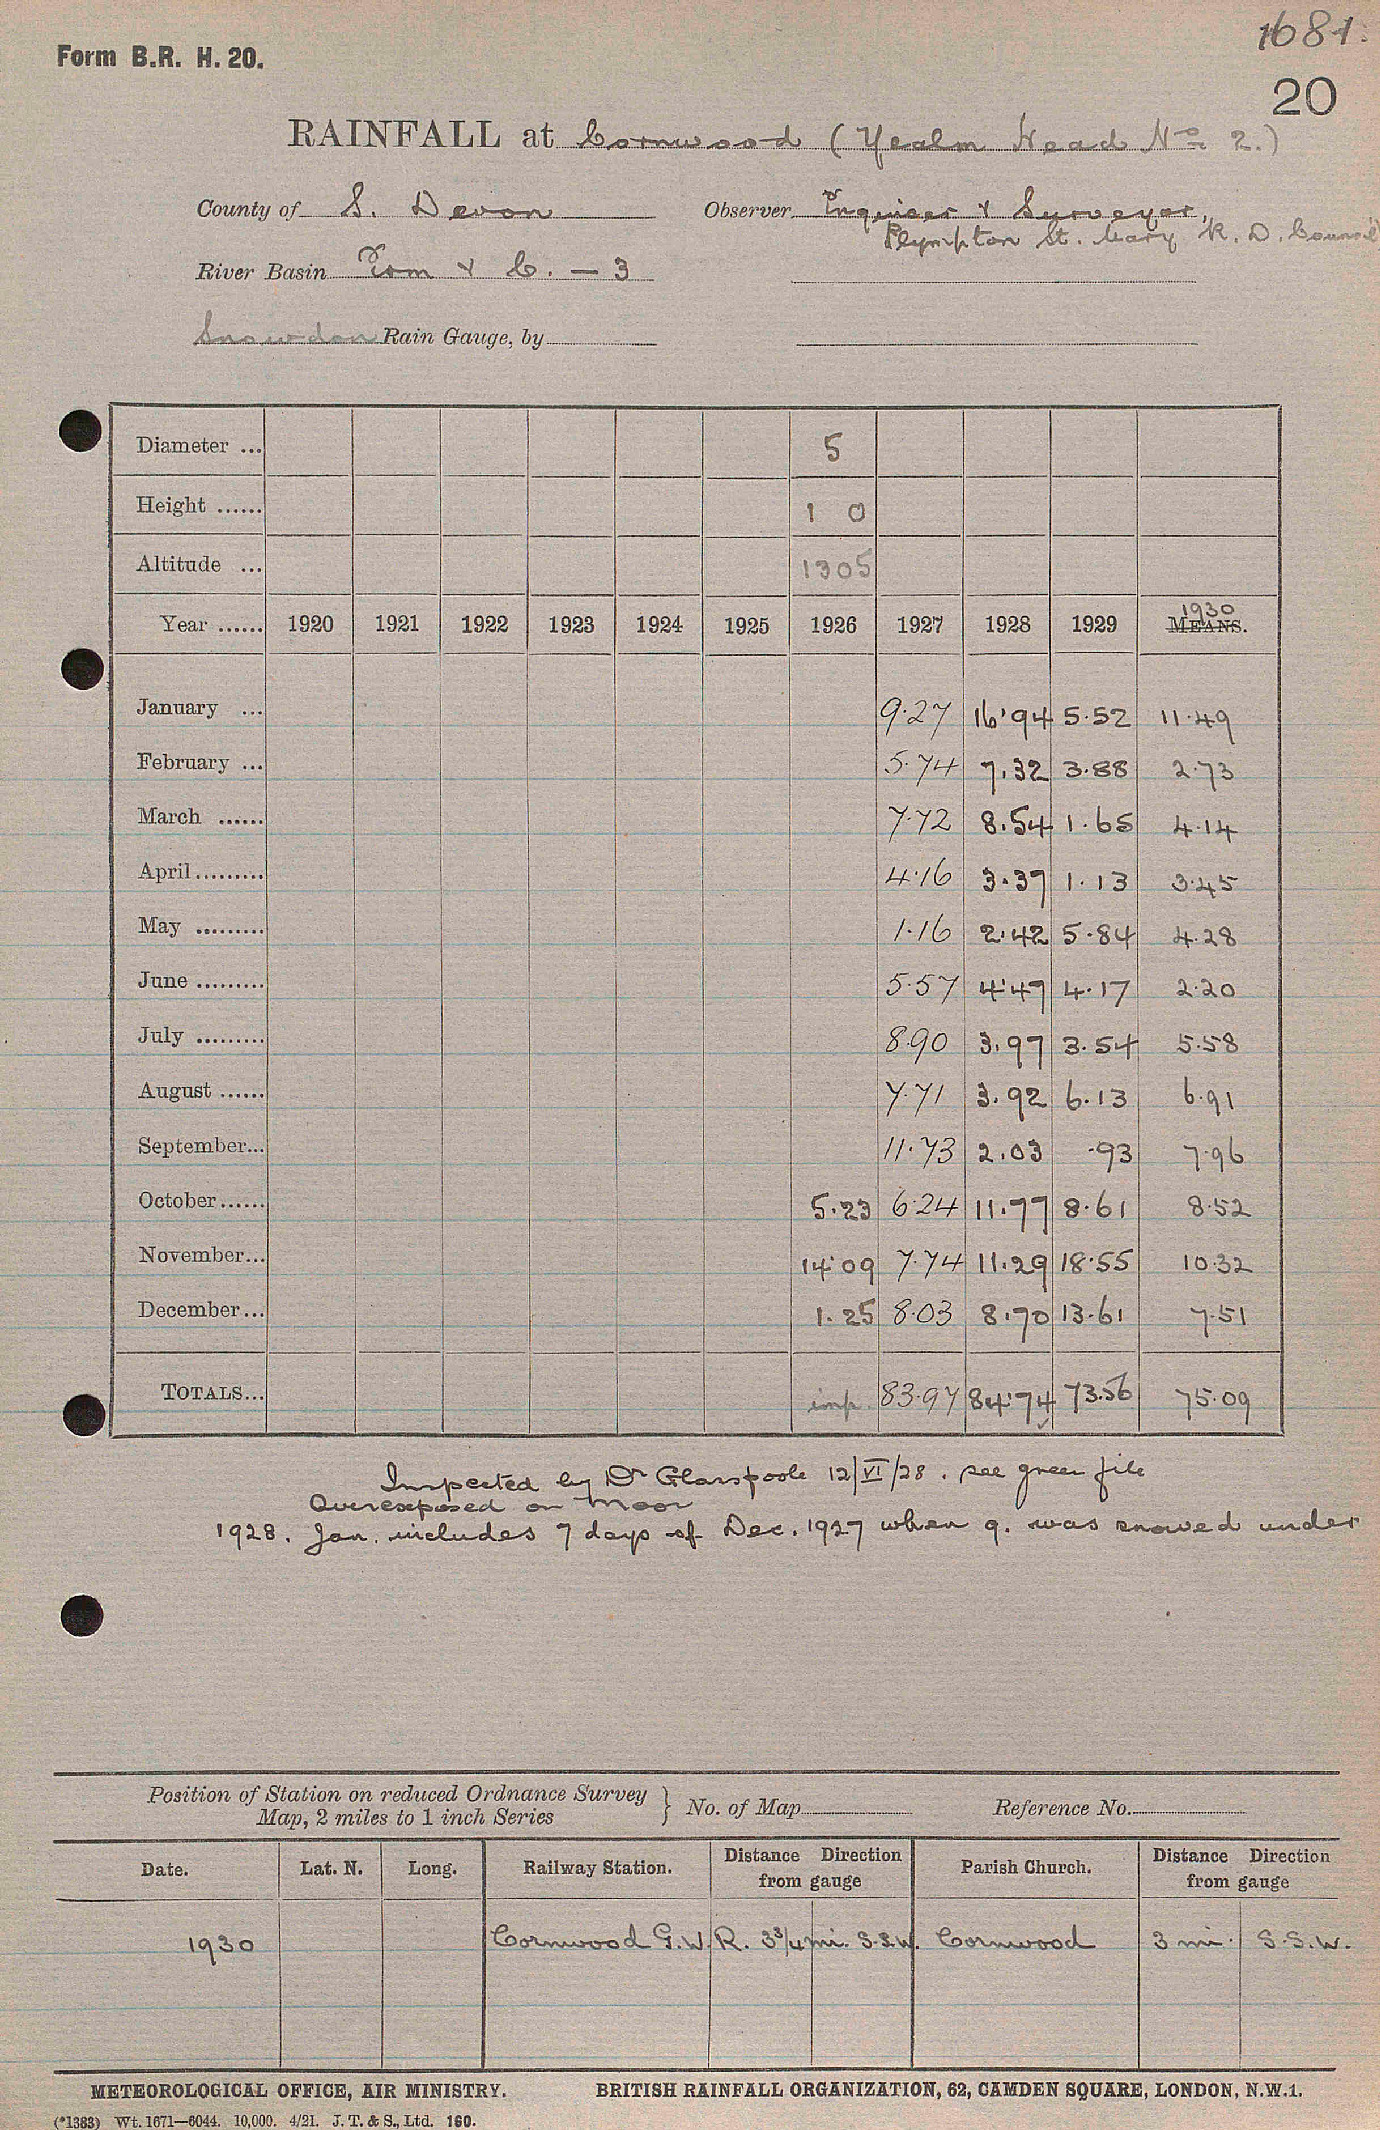 1681.
Form B.R. H. 20.
20
RAINFALL at Cornwood (Yealm Head No 2.)
County of S. Devon Observer Engineer & Surveyor,
Plympton St. Mary R. D. Council
River Basin Erm & C. — 3
Snowdon Rain Gauge, by
Diameter ... 5
Height ...... 1 0
Altitude ... 1305
1930
Year ...... 1920 1921 1922 1923 1924 1925 1926 1927 1928 1929 MEANS.
January ... 9.27 16.94 5.52 11.49
February ... 5.74 7.32 3.88 2.73
March ...... 7.72 8.54 1.65 4.14
April ......... 4.16 3.37 1.13 3.45
May ......... 1.16 2.42 5.84 4.28
June ......... 5.57 4.47 4.17 2.20
July ......... 8.90 3.97 3.54 5.58
August ...... 7.71 3.92 6.13 6.91
September... 11.73 2.03 .93 7.96
October ...... 5.23 6.24 11.77 8.61 8.52
November... 14.09 7.74 11.29 18.55 10.32
December... 1.25 8.03 8.70 13.61 7.51
TOTALS... imp. 83.97 84.74 73.56 75.09
Inspected by Dr Glasspoole 12/VI/28. see green file
Overexposed on moor
1928. Jan. includes 7 days of Dec. 1927 when g. was snowed under
Position of Station on reduced Ordnance Survey
Map, 2 miles to 1 inch Series } No. of Map Reference No.
Date. Lat. N. Long. Railway Station. Distance Direction from gauge Parish Church. Distance Direction from gauge
1930 Cornwood G.W.R. 3 3/4 mi. S.S.W. Cornwood 3 mi. S.S.W.
METEOROLOGICAL OFFICE, AIR MINISTRY. BRITISH RAINFALL ORGANIZATION, 62, CAMDEN SQUARE, LONDON, N.W.1.
(*1383) Wt. 1671—6044. 10,000. 4/21. J. T. & S., Ltd. 160.